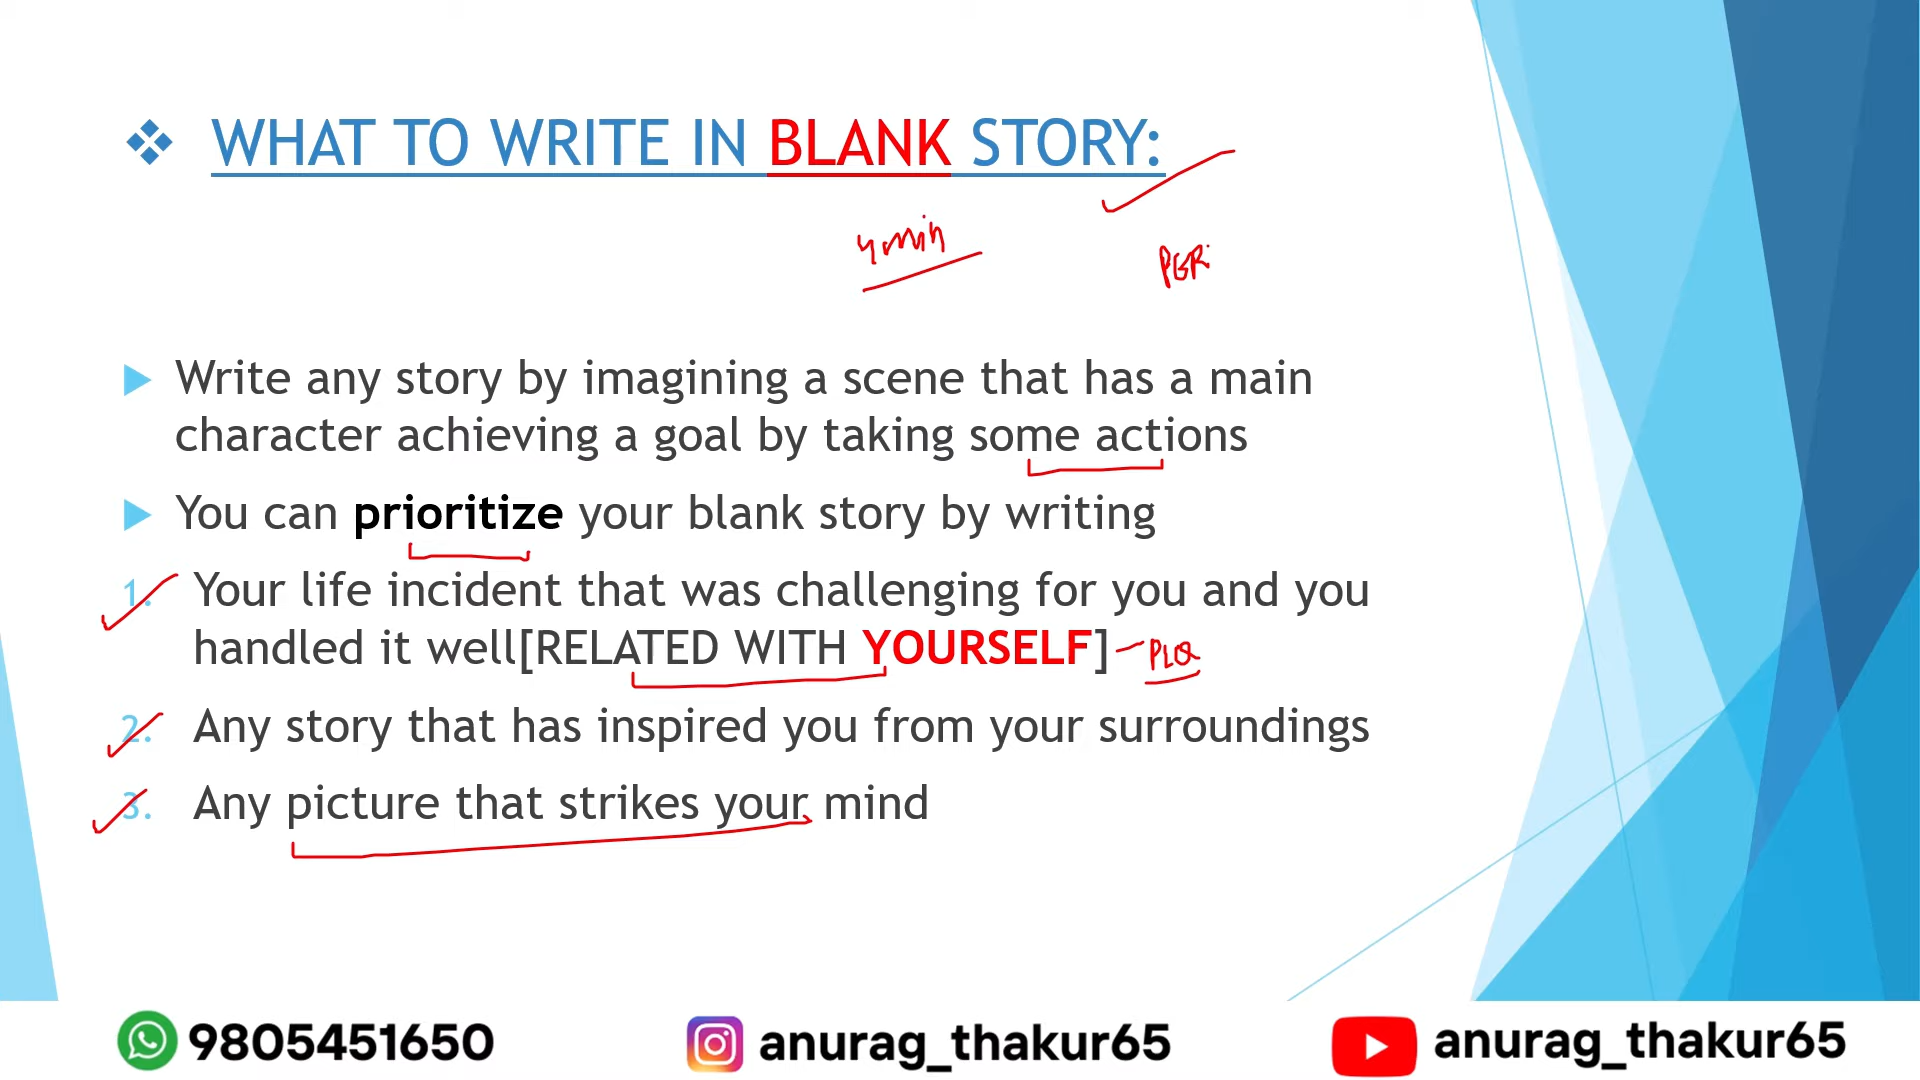 ❖ WHAT TO WRITE IN BLANK STORY:
4 min
PGR
Write any story by imagining a scene that has a main
character achieving a goal by taking some actions
You can prioritize your blank story by writing
1. Your life incident that was challenging for you and you
handled it well[RELATED WITH YOURSELF] – PLQ
2. Any story that has inspired you from your surroundings
3. Any picture that strikes your mind
9805451650 anurag_thakur65 anurag_thakur65